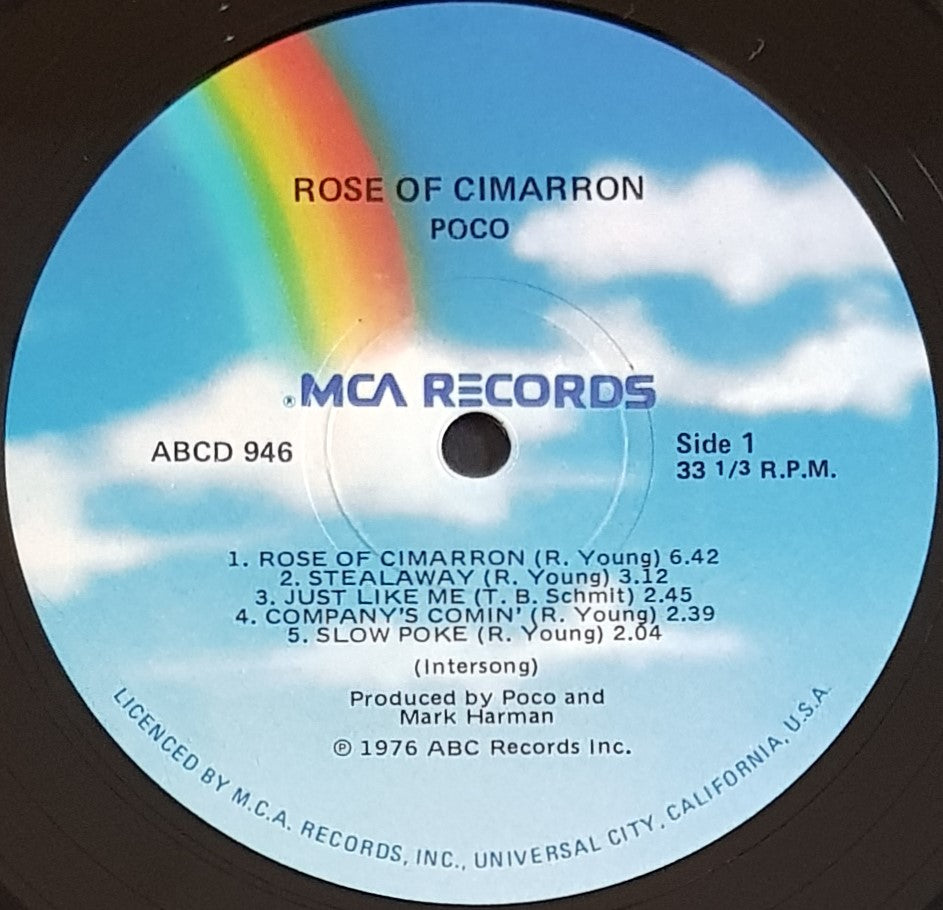 ROSE OF CIMARRON
POCO
® MCA RECORDS
ABCD 946
Side 1
33 1/3 R.P.M.
1. ROSE OF CIMARRON (R. Young) 6.42
2. STEALAWAY (R. Young) 3.12
3. JUST LIKE ME (T. B. Schmit) 2.45
4. COMPANY'S COMIN' (R. Young) 2.39
5. SLOW POKE (R. Young) 2.04
(Intersong)
Produced by Poco and
Mark Harman
℗ 1976 ABC Records Inc.
LICENCED BY M.C.A. RECORDS, INC., UNIVERSAL CITY, CALIFORNIA, U.S.A.